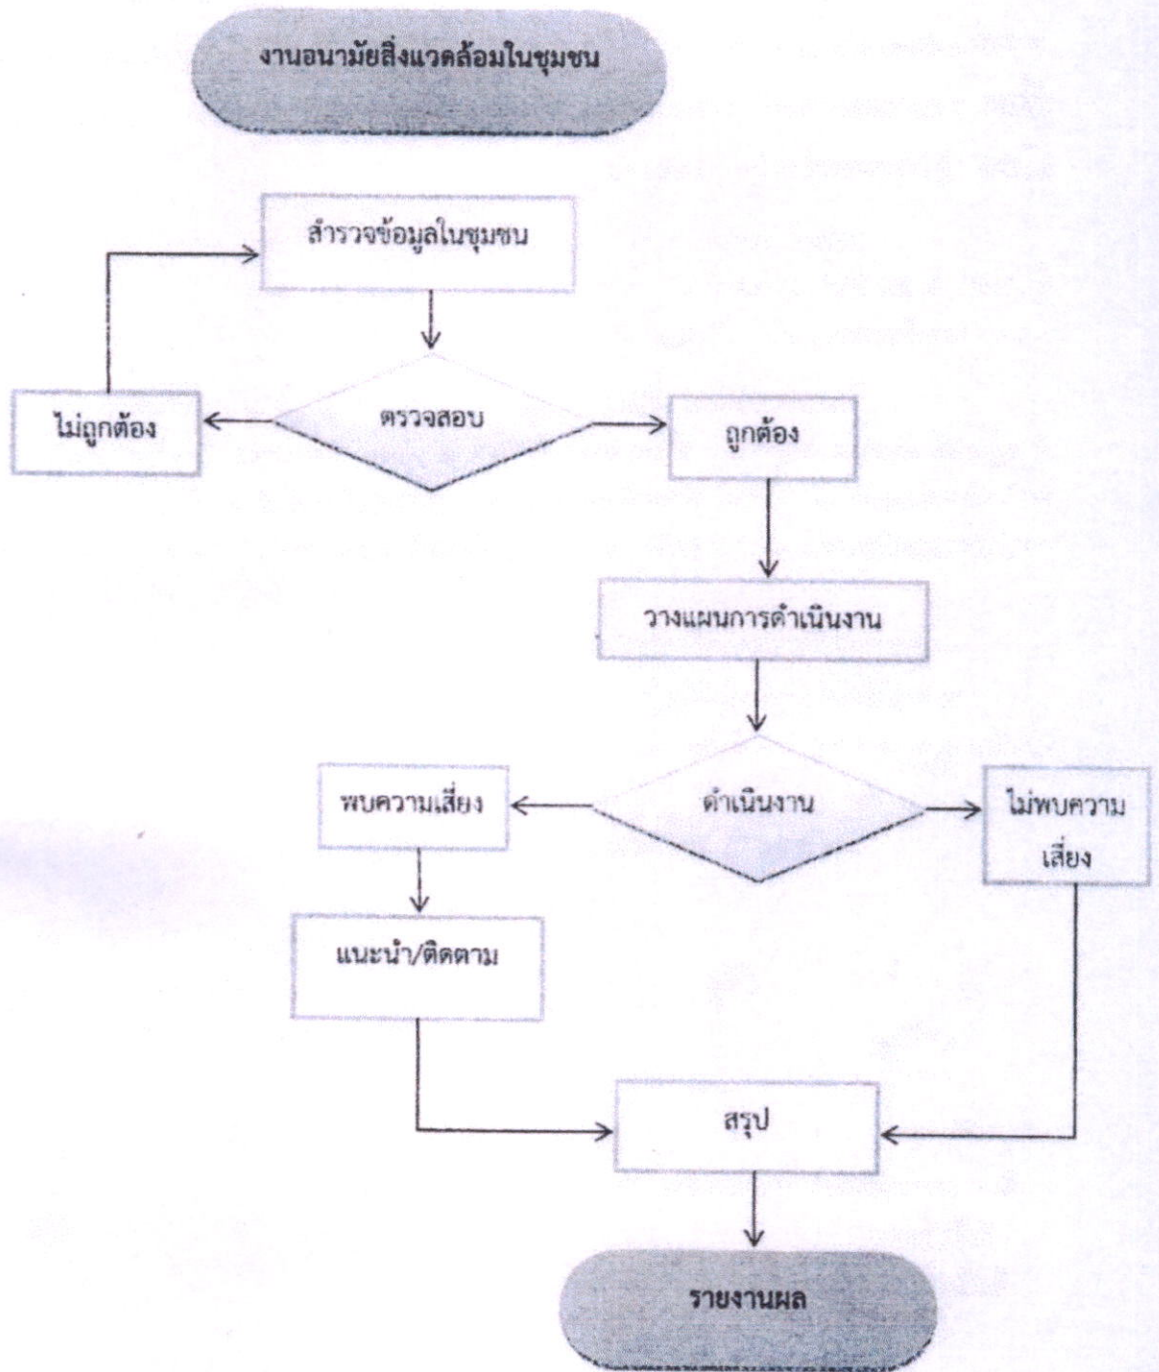 งานอนามัยสิ่งแวดล้อมในชุมชน
สำรวจข้อมูลในชุมชน
ไม่ถูกต้อง
ตรวจสอบ
ถูกต้อง
วางแผนการดำเนินงาน
พบความเสี่ยง
ดำเนินงาน
ไม่พบความ
เสี่ยง
แนะนำ/ติดตาม
สรุป
รายงานผล